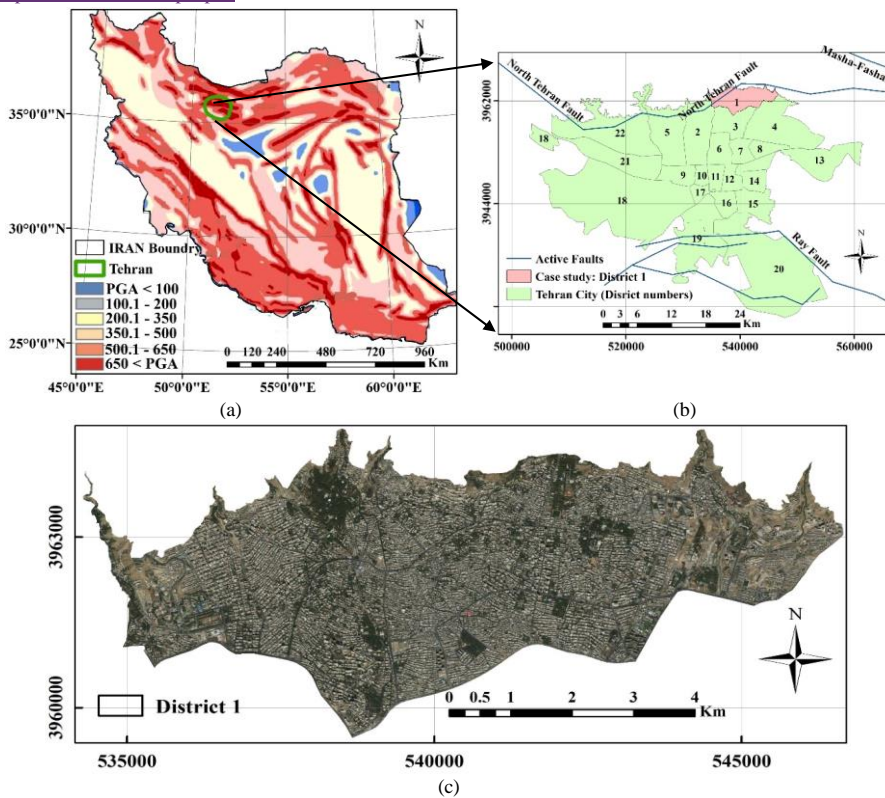 N
35°0'0"N
30°0'0"N
25°0'0"N
IRAN Boundry
Tehran
PGA < 100
100.1 - 200
200.1 - 350
350.1 - 500
500.1 - 650
650 < PGA
0 120 240 480 720 960
Km
45°0'0"E 50°0'0"E 55°0'0"E 60°0'0"E
(a)
North Tehran Fault
North-Tehran Fault
Masha-Fasha
3962000
3944000
1
18
22
5
2
3
4
6
7
8
13
21
9
10
11
12
14
18
17
16
15
19
20
Ray Fault
N
Active Faults
Case study: District 1
Tehran City (District numbers)
0 3 6 12 18 24
Km
500000 520000 540000 560000
(b)
3963000
3960000
N
District 1
0 0.5 1 2 3 4
Km
535000 540000 545000
(c)